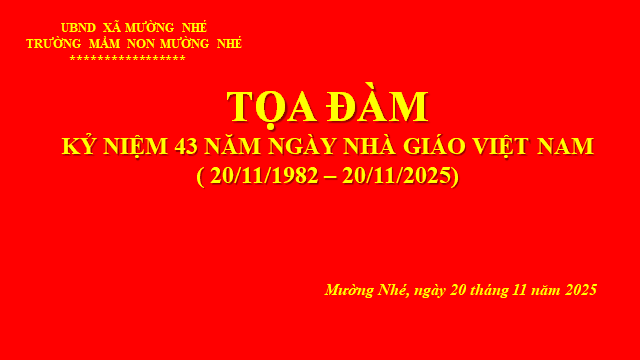 UBND XÃ MƯỜNG NHÉ
TRƯỜNG MẦM NON MƯỜNG NHÉ
*****************
TỌA ĐÀM
KỶ NIỆM 43 NĂM NGÀY NHÀ GIÁO VIỆT NAM
( 20/11/1982 – 20/11/2025)
Mường Nhé, ngày 20 tháng 11 năm 2025